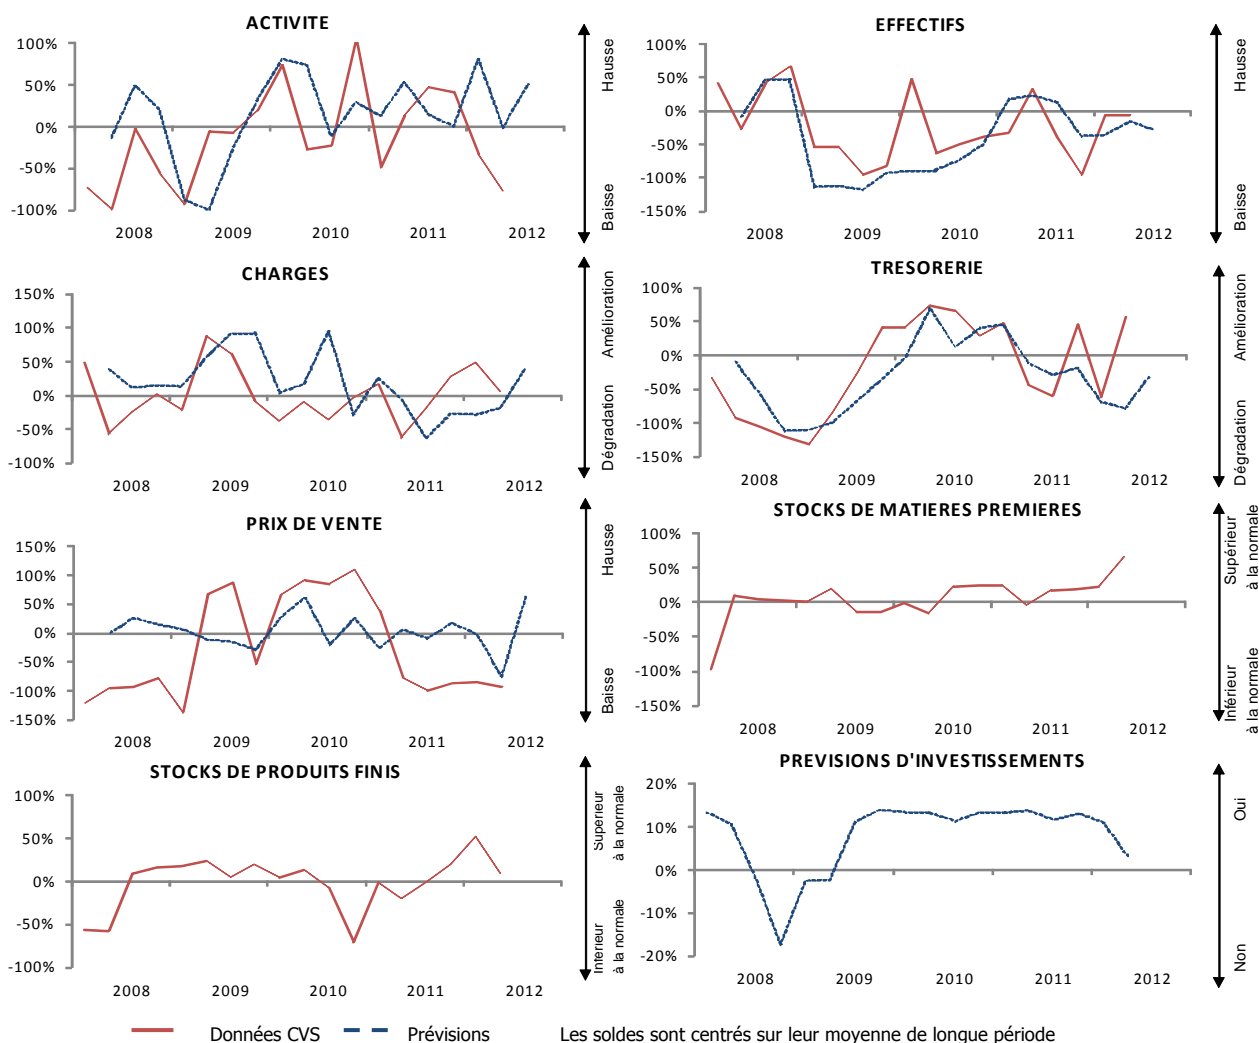 ACTIVITE
100%
50%
0%
-50%
-100%
2008 2009 2010 2011 2012
Hausse
Baisse
EFFECTIFS
100%
50%
0%
-50%
-100%
-150%
2008 2009 2010 2011 2012
Hausse
Baisse
CHARGES
150%
100%
50%
0%
-50%
-100%
2008 2009 2010 2011 2012
Amélioration
Dégradation
TRESORERIE
100%
50%
0%
-50%
-100%
-150%
2008 2009 2010 2011 2012
Amélioration
Dégradation
PRIX DE VENTE
150%
100%
50%
0%
-50%
-100%
-150%
2008 2009 2010 2011 2012
Hausse
Baisse
STOCKS DE MATIERES PREMIERES
100%
50%
0%
-50%
-100%
-150%
2008 2009 2010 2011 2012
Supérieur
à la normale
Inférieur
à la normale
STOCKS DE PRODUITS FINIS
100%
50%
0%
-50%
-100%
2008 2009 2010 2011 2012
Supérieur
à la normale
Inférieur
à la normale
PREVISIONS D'INVESTISSEMENTS
20%
10%
0%
-10%
-20%
2008 2009 2010 2011 2012
Oui
Non
Données CVS Prévisions Les soldes sont centrés sur leur moyenne de longue période